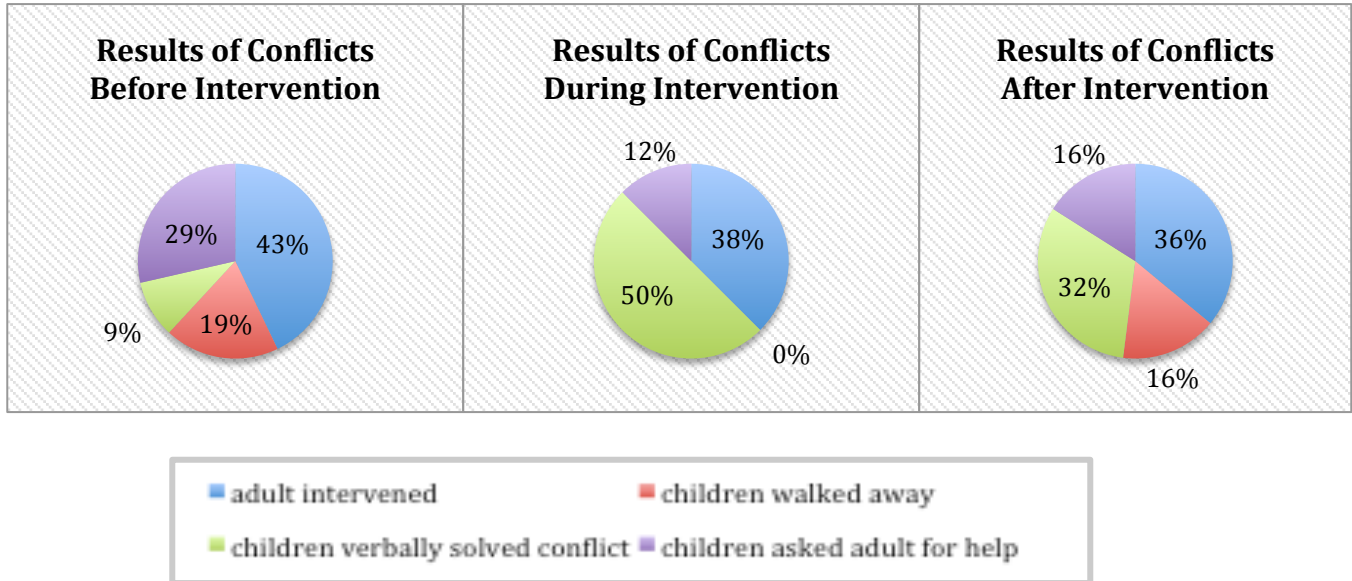 Results of Conflicts
Before Intervention
29%
43%
9%
19%
Results of Conflicts
During Intervention
12%
38%
50%
0%
Results of Conflicts
After Intervention
16%
36%
32%
16%
adult intervened
children walked away
children verbally solved conflict
children asked adult for help